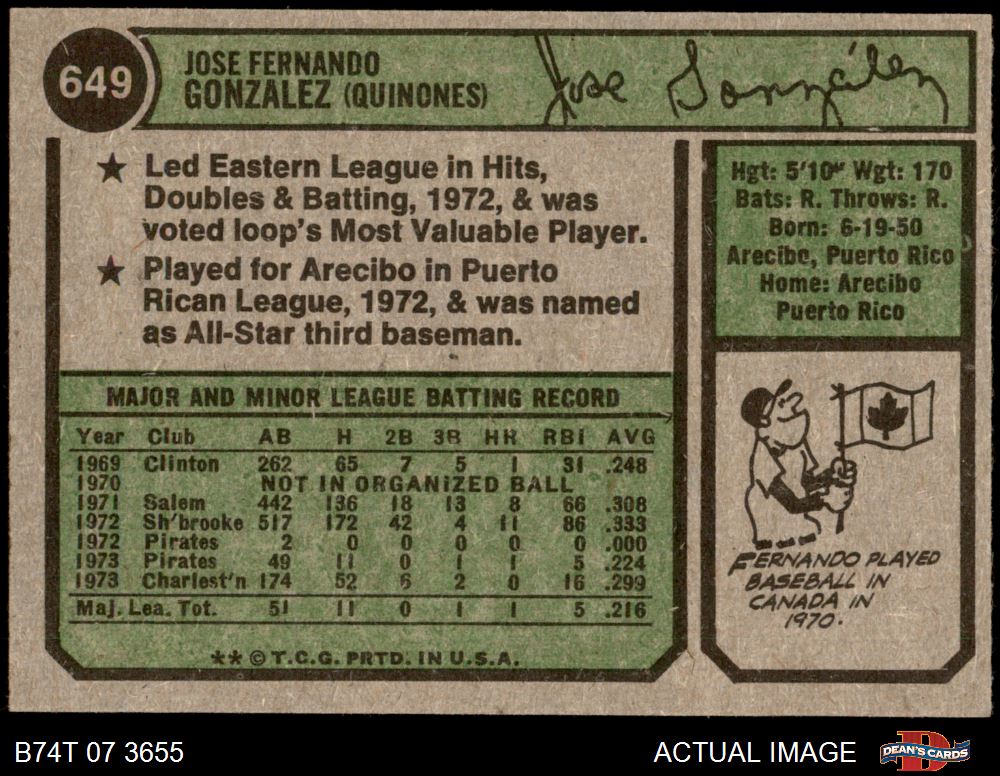 649
JOSE FERNANDO
GONZALEZ (QUINONES)
Jose González
★ Led Eastern League in Hits,
Doubles & Batting, 1972, & was
voted loop's Most Valuable Player.
★ Played for Arecibo in Puerto
Rican League, 1972, & was named
as All-Star third baseman.
Hgt: 5'10" Wgt: 170
Bats: R. Throws: R.
Born: 6-19-50
Arecibo, Puerto Rico
Home: Arecibo
Puerto Rico
MAJOR AND MINOR LEAGUE BATTING RECORD
Year Club AB H 2B 3B HR RBI AVG
1969 Clinton 262 65 7 5 1 31 .248
1970 NOT IN ORGANIZED BALL
1971 Salem 442 136 18 13 8 66 .308
1972 Sh'brooke 517 172 42 4 11 86 .333
1972 Pirates 2 0 0 0 0 0 .000
1973 Pirates 49 11 0 1 1 5 .224
1973 Charlest'n 174 52 6 2 0 16 .299
Maj. Lea. Tot. 51 11 0 1 1 5 .216
** © T.C.G. PRTD. IN U.S.A.
FERNANDO PLAYED
BASEBALL IN
CANADA IN
1970.
B74T 07 3655
ACTUAL IMAGE
DEAN'S CARDS